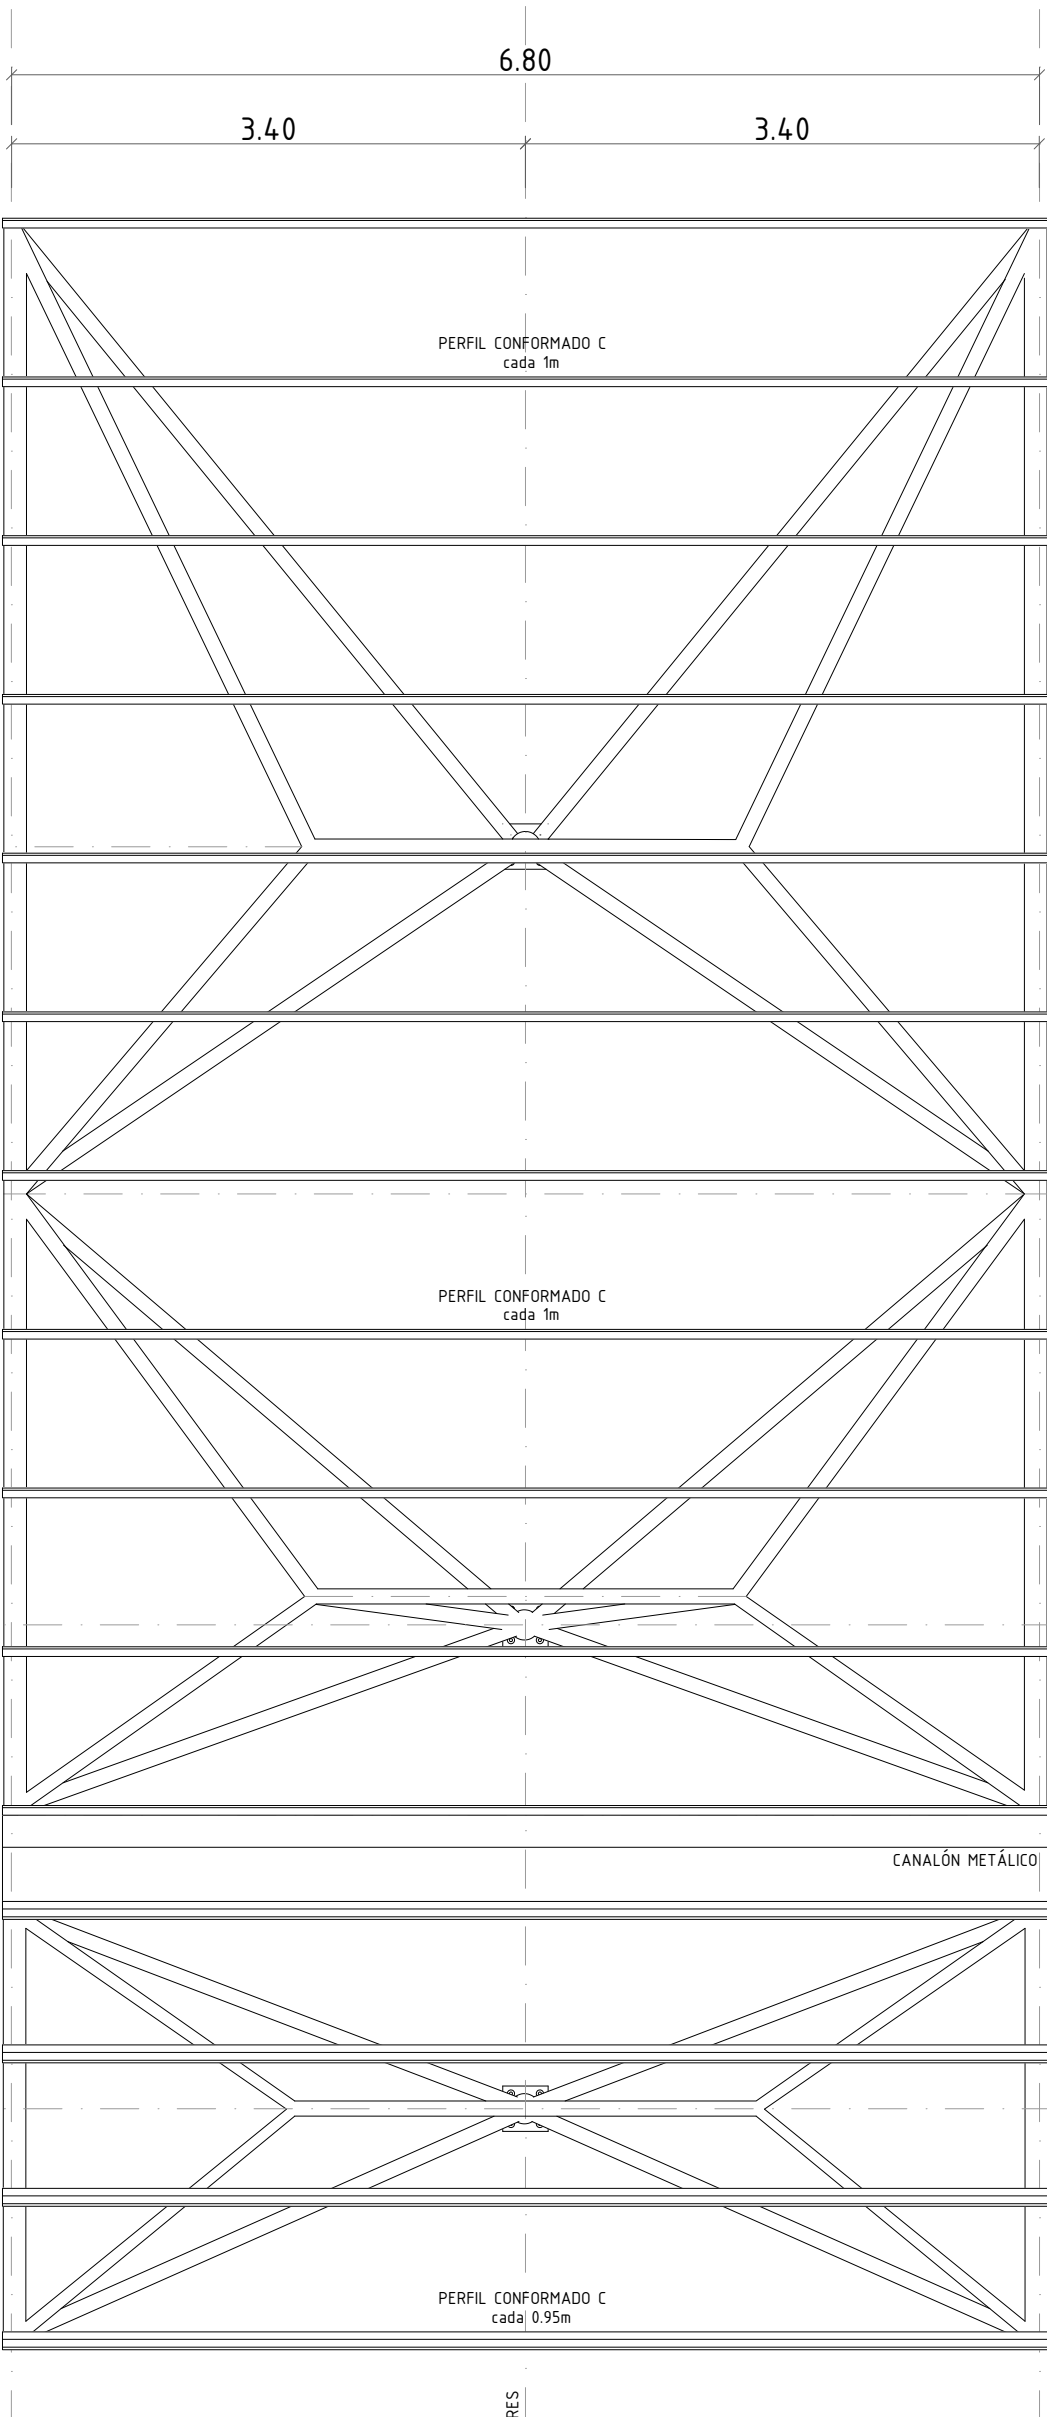 6.80
3.40 3.40
PERFIL CONFORMADO C
cada 1m
PERFIL CONFORMADO C
cada 1m
CANALÓN METÁLICO
PERFIL CONFORMADO C
cada 0.95m
RES